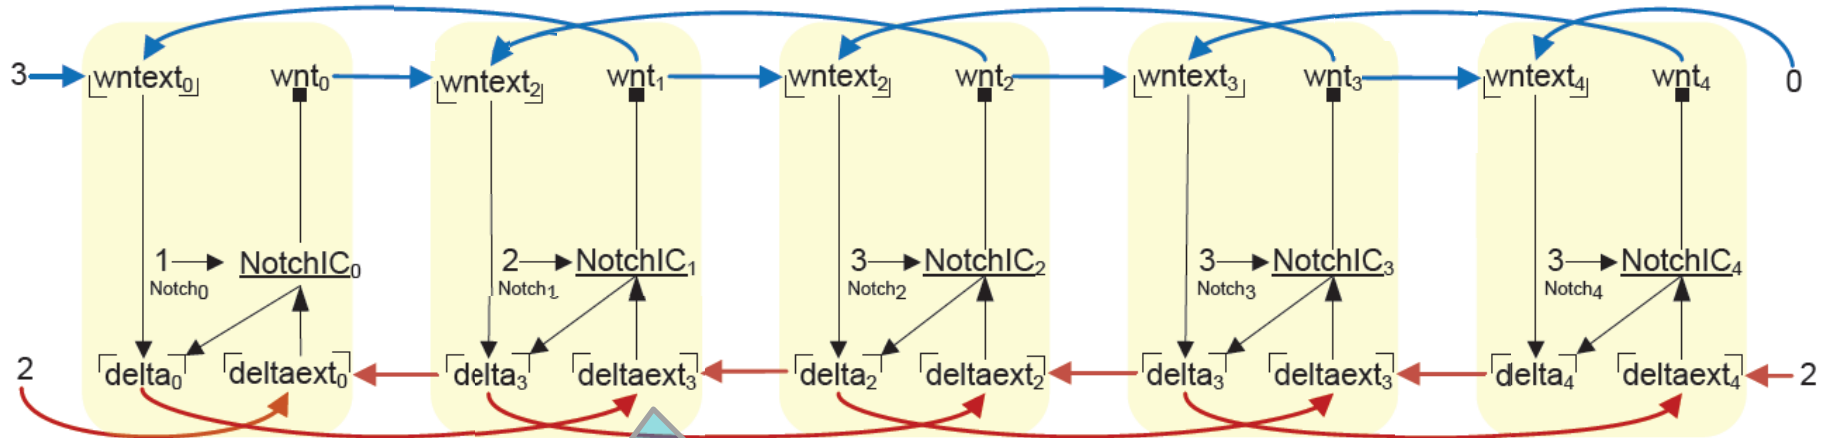 3 wntext0 wnt0 wntext2 wnt1 wntext2 wnt2 wntext3 wnt3 wntext4 wnt4 0
1 NotchIC0 2 NotchIC1 3 NotchIC2 3 NotchIC3 3 NotchIC4
Notch0 Notch1 Notch2 Notch3 Notch4
2 delta0 deltaext0 delta3 deltaext3 delta2 deltaext2 delta3 deltaext3 delta4 deltaext4 2